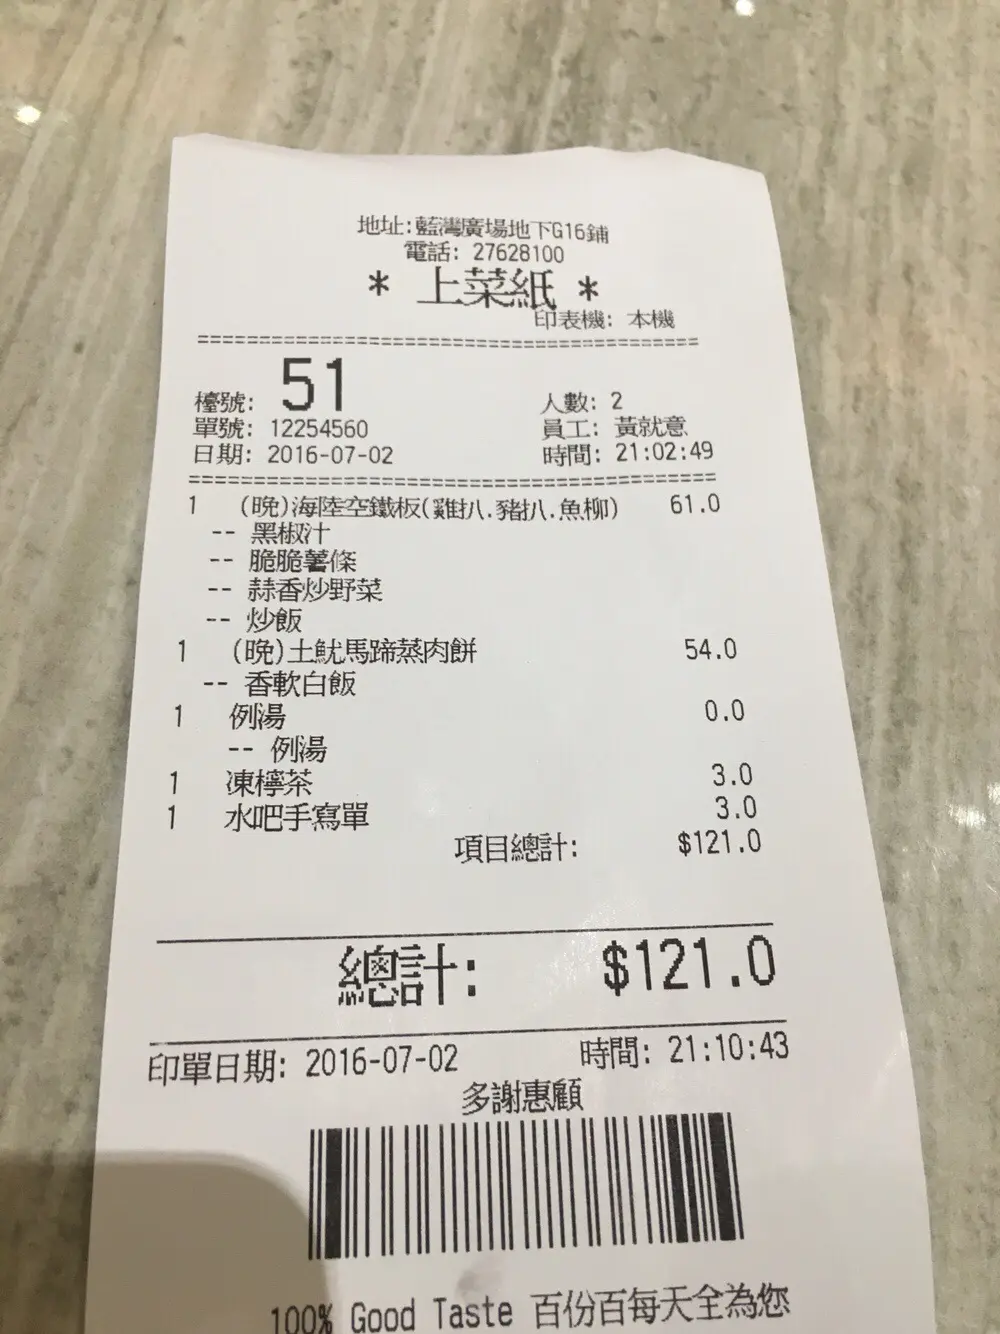 地址:藍灣廣場地下G16鋪
電話: 27628100
* 上菜紙 *
印表機: 本機
================================================
檯號: 51 人數: 2
單號: 12254560 員工: 黃就意
日期: 2016-07-02 時間: 21:02:49
================================================
1 (晚)海陸空鐵板(雞扒.豬扒.魚柳) 61.0
-- 黑椒汁
-- 脆脆薯條
-- 蒜香炒野菜
-- 炒飯
1 (晚)土魷馬蹄蒸肉餅 54.0
-- 香軟白飯
1 例湯 0.0
-- 例湯
1 凍檸茶 3.0
1 水吧手寫單 3.0
項目總計: $121.0
總計: $121.0
印單日期: 2016-07-02 時間: 21:10:43
多謝惠顧
100% Good Taste 百份百每天全為您